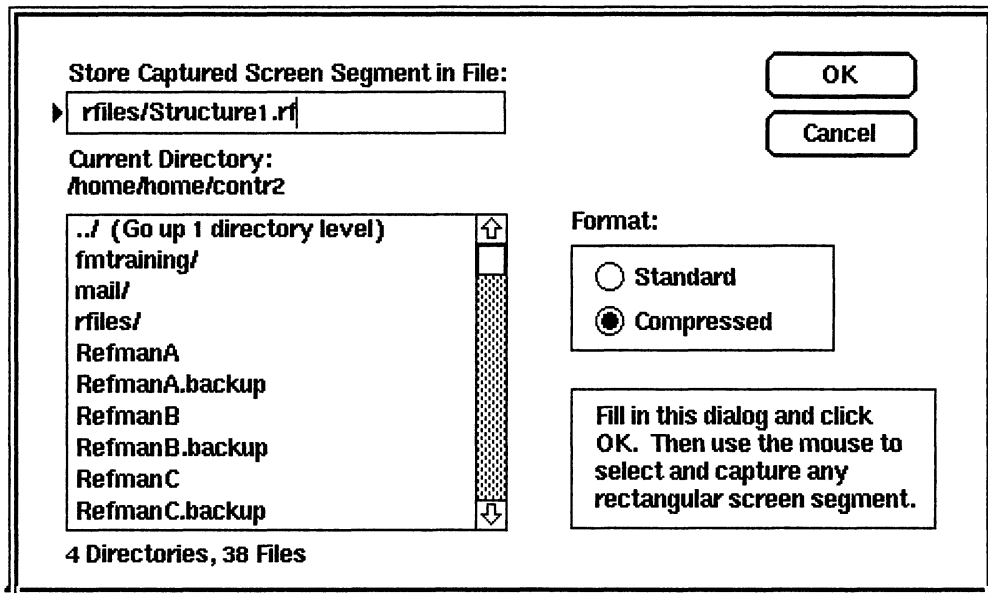 Store Captured Screen Segment in File:
rfiles/Structure1.rf
OK
Cancel
Current Directory:
/home/home/contr2
../ (Go up 1 directory level)
fmtraining/
mail/
rfiles/
RefmanA
RefmanA.backup
RefmanB
RefmanB.backup
RefmanC
RefmanC.backup
4 Directories, 38 Files
Format:
Standard
Compressed
Fill in this dialog and click
OK. Then use the mouse to
select and capture any
rectangular screen segment.